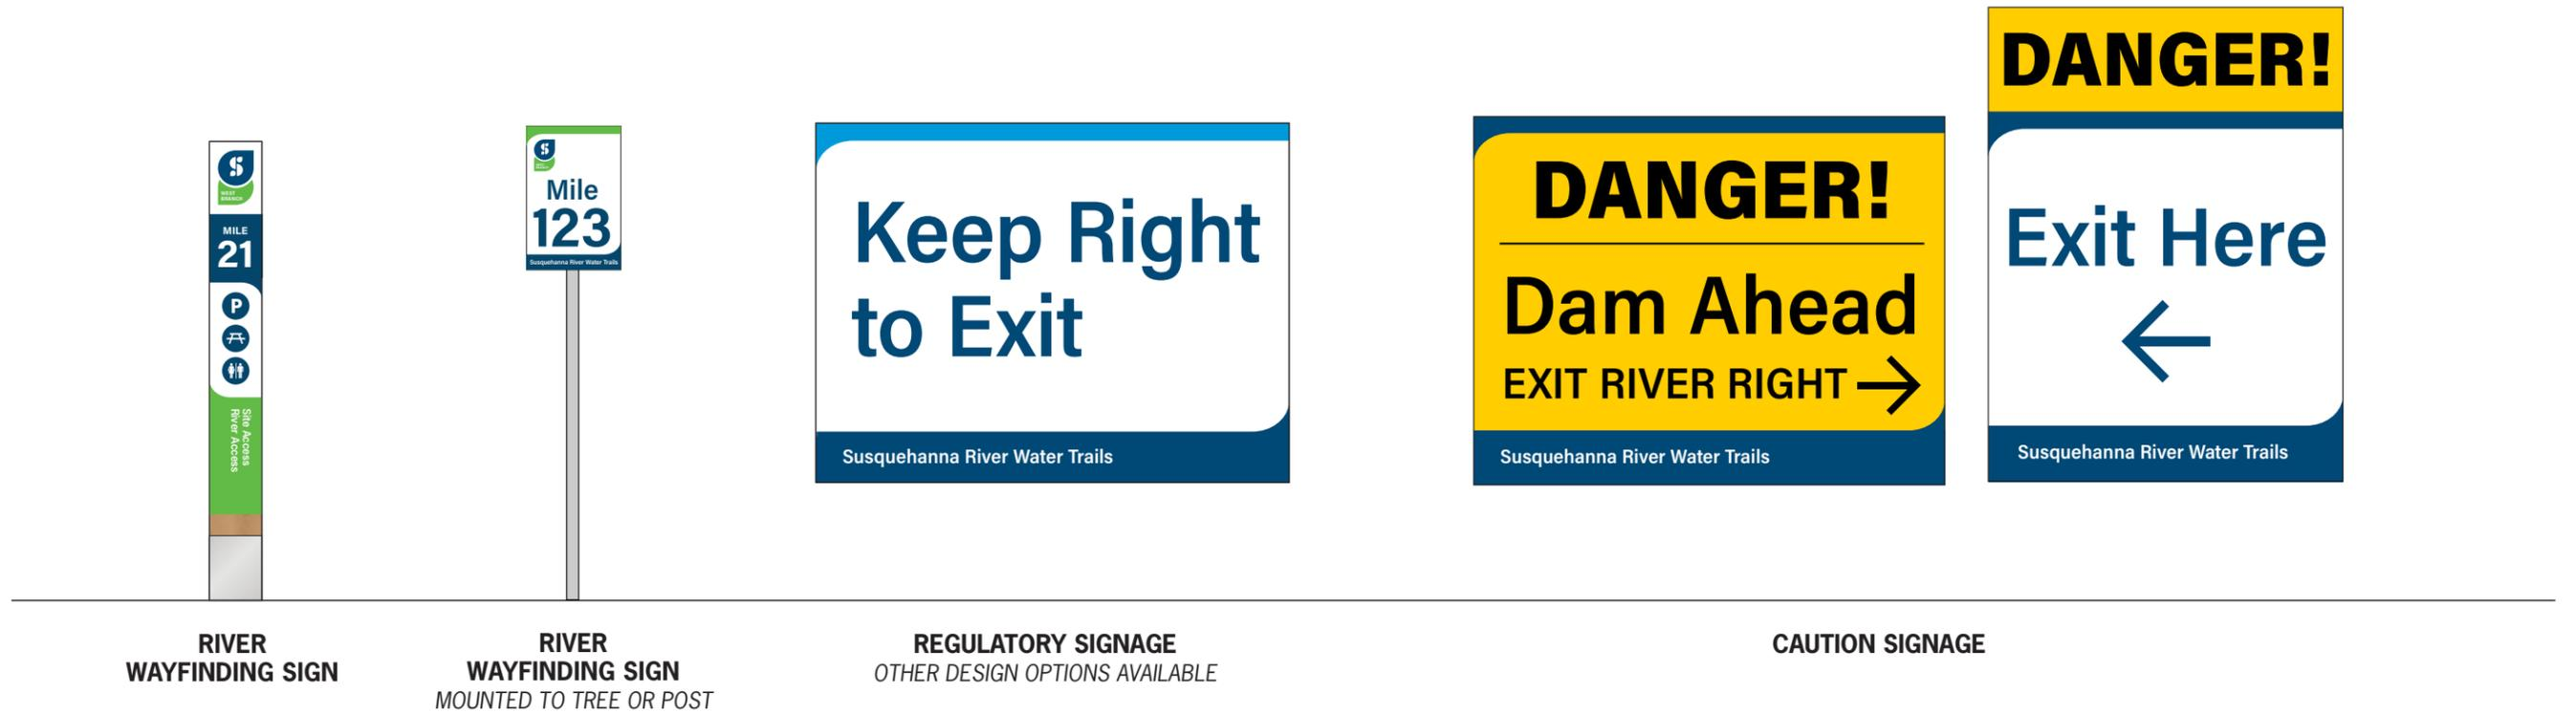 S
WEST
BRANCH
MILE
21
P
Site Access
River Access
S
Mile
123
Susquehanna River Water Trails
Keep Right
to Exit
Susquehanna River Water Trails
DANGER!
Dam Ahead
EXIT RIVER RIGHT →
Susquehanna River Water Trails
DANGER!
Exit Here
←
Susquehanna River Water Trails
RIVER
WAYFINDING SIGN
RIVER
WAYFINDING SIGN
MOUNTED TO TREE OR POST
REGULATORY SIGNAGE
OTHER DESIGN OPTIONS AVAILABLE
CAUTION SIGNAGE